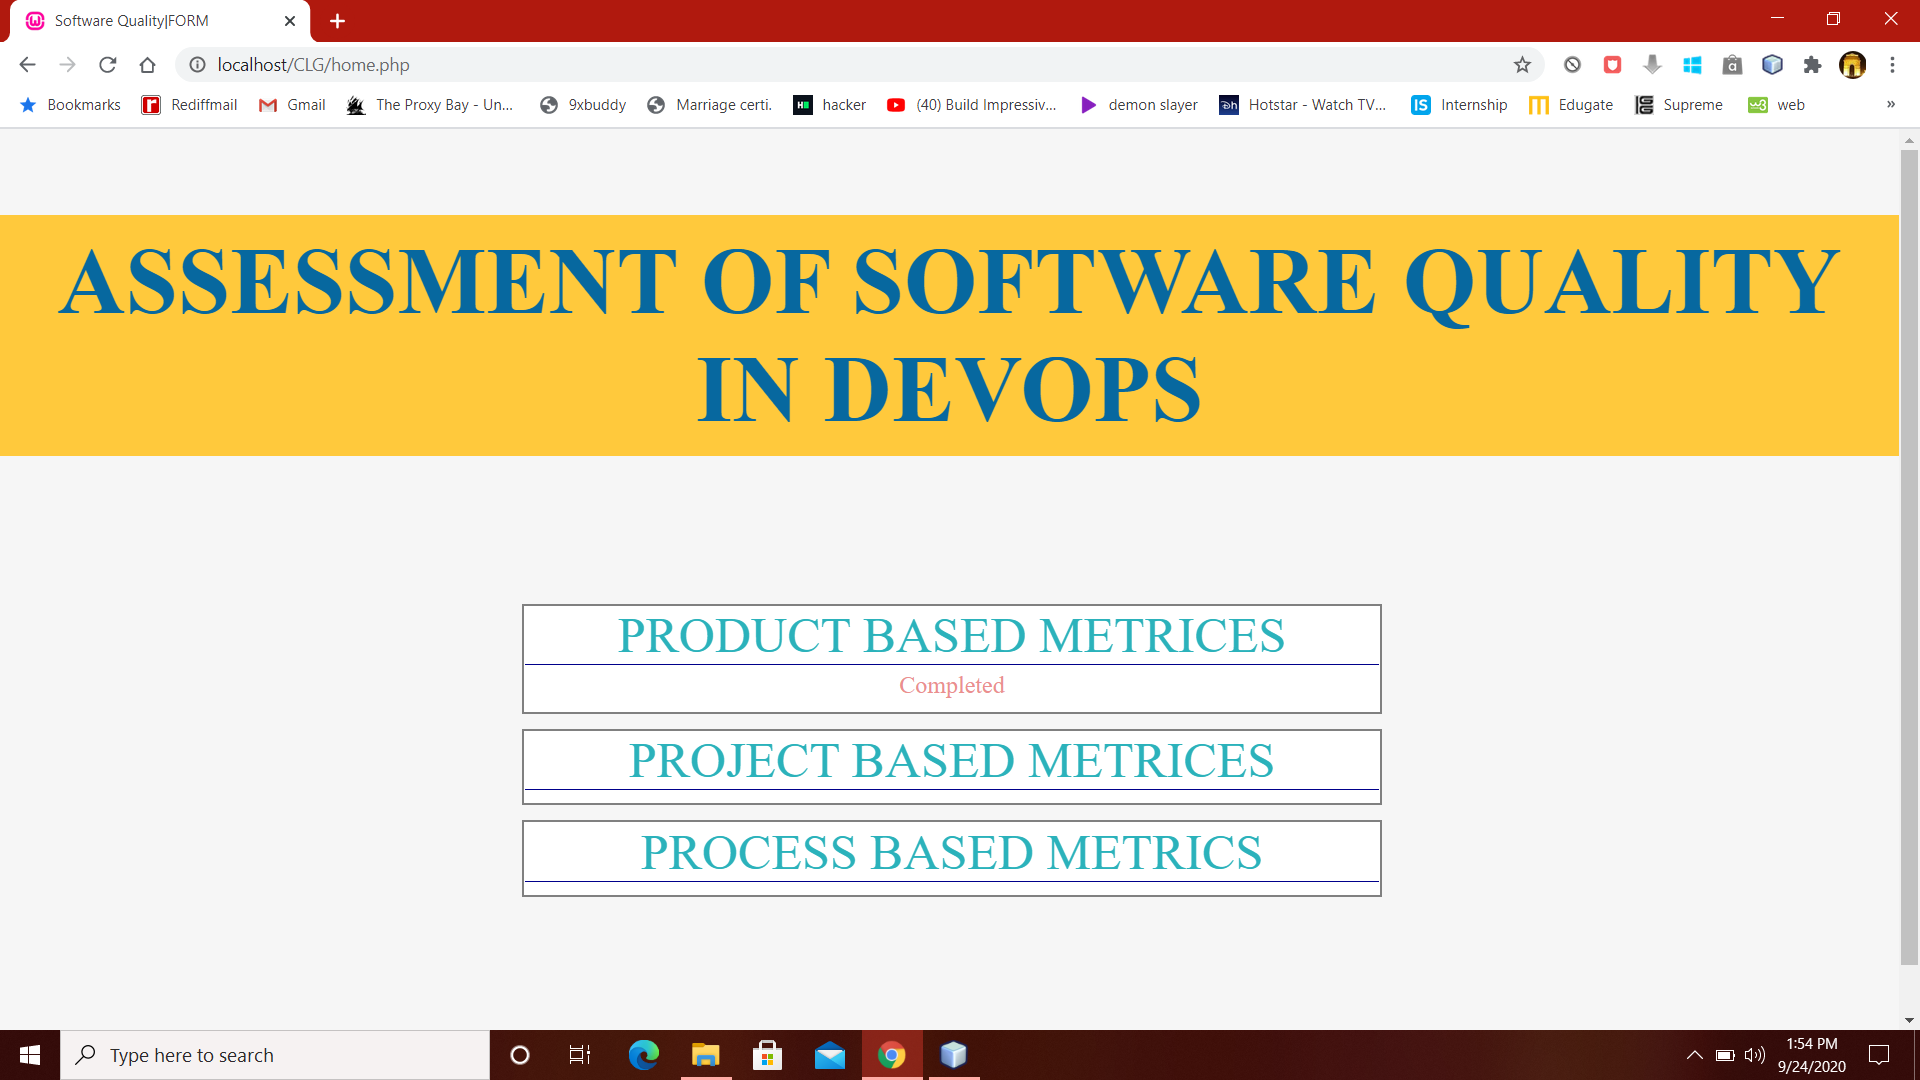 Software Quality|FORM
localhost/CLG/home.php
Bookmarks Rediffmail Gmail The Proxy Bay - Un... 9xbuddy Marriage certi. hacker (40) Build Impressiv... demon slayer Hotstar - Watch TV... Internship Edugate Supreme web
ASSESSMENT OF SOFTWARE QUALITY
IN DEVOPS
PRODUCT BASED METRICES
Completed
PROJECT BASED METRICES
PROCESS BASED METRICS
Type here to search
1:54 PM
9/24/2020